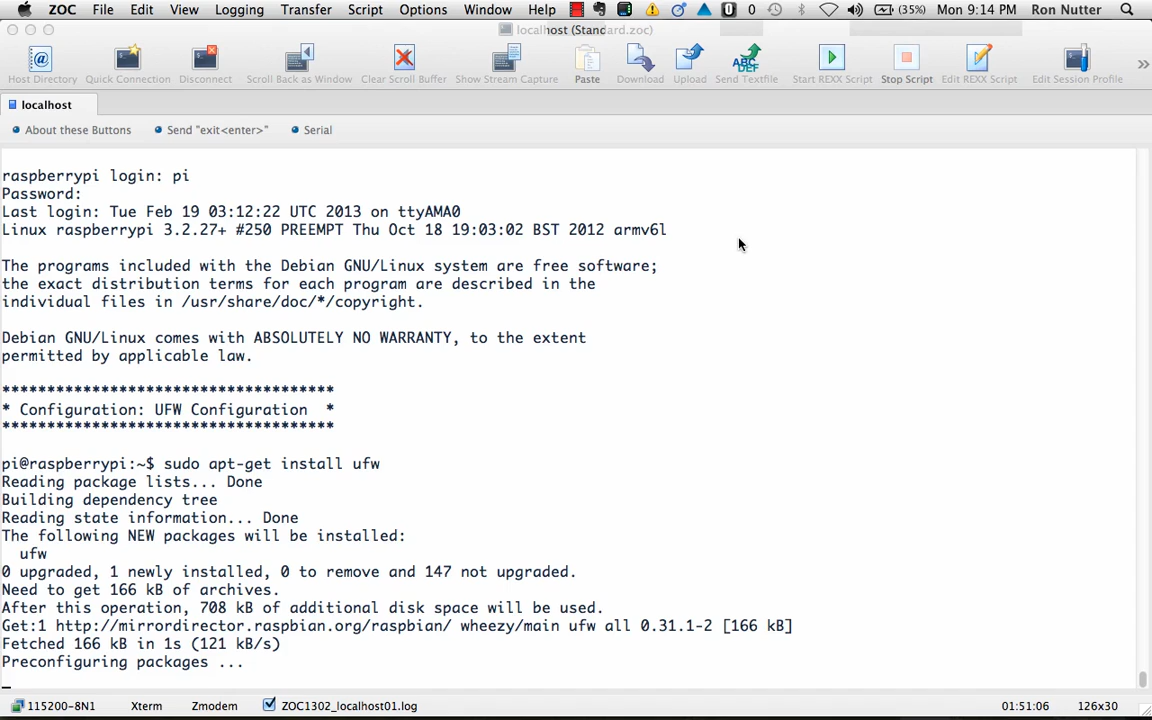 ZOC File Edit View Logging Transfer Script Options Window Help 0 (35%) Mon 9:14 PM Ron Nutter
localhost (Standard.zoc)
Host Directory Quick Connection Disconnect Scroll Back as Window Clear Scroll Buffer Show Stream Capture Paste Download Upload Send Textfile Start REXX Script Stop Script Edit REXX Script Edit Session Profile
localhost
About these Buttons Send "exit<enter>" Serial
raspberrypi login: pi
Password:
Last login: Tue Feb 19 03:12:22 UTC 2013 on ttyAMA0
Linux raspberrypi 3.2.27+ #250 PREEMPT Thu Oct 18 19:03:02 BST 2012 armv6l
The programs included with the Debian GNU/Linux system are free software;
the exact distribution terms for each program are described in the
individual files in /usr/share/doc/*/copyright.
Debian GNU/Linux comes with ABSOLUTELY NO WARRANTY, to the extent
permitted by applicable law.
*************************************
* Configuration: UFW Configuration  *
*************************************
pi@raspberrypi:~$ sudo apt-get install ufw
Reading package lists... Done
Building dependency tree
Reading state information... Done
The following NEW packages will be installed:
  ufw
0 upgraded, 1 newly installed, 0 to remove and 147 not upgraded.
Need to get 166 kB of archives.
After this operation, 708 kB of additional disk space will be used.
Get:1 http://mirrordirector.raspbian.org/raspbian/ wheezy/main ufw all 0.31.1-2 [166 kB]
Fetched 166 kB in 1s (121 kB/s)
Preconfiguring packages ...
115200-8N1 Xterm Zmodem ZOC1302_localhost01.log 01:51:06 126x30